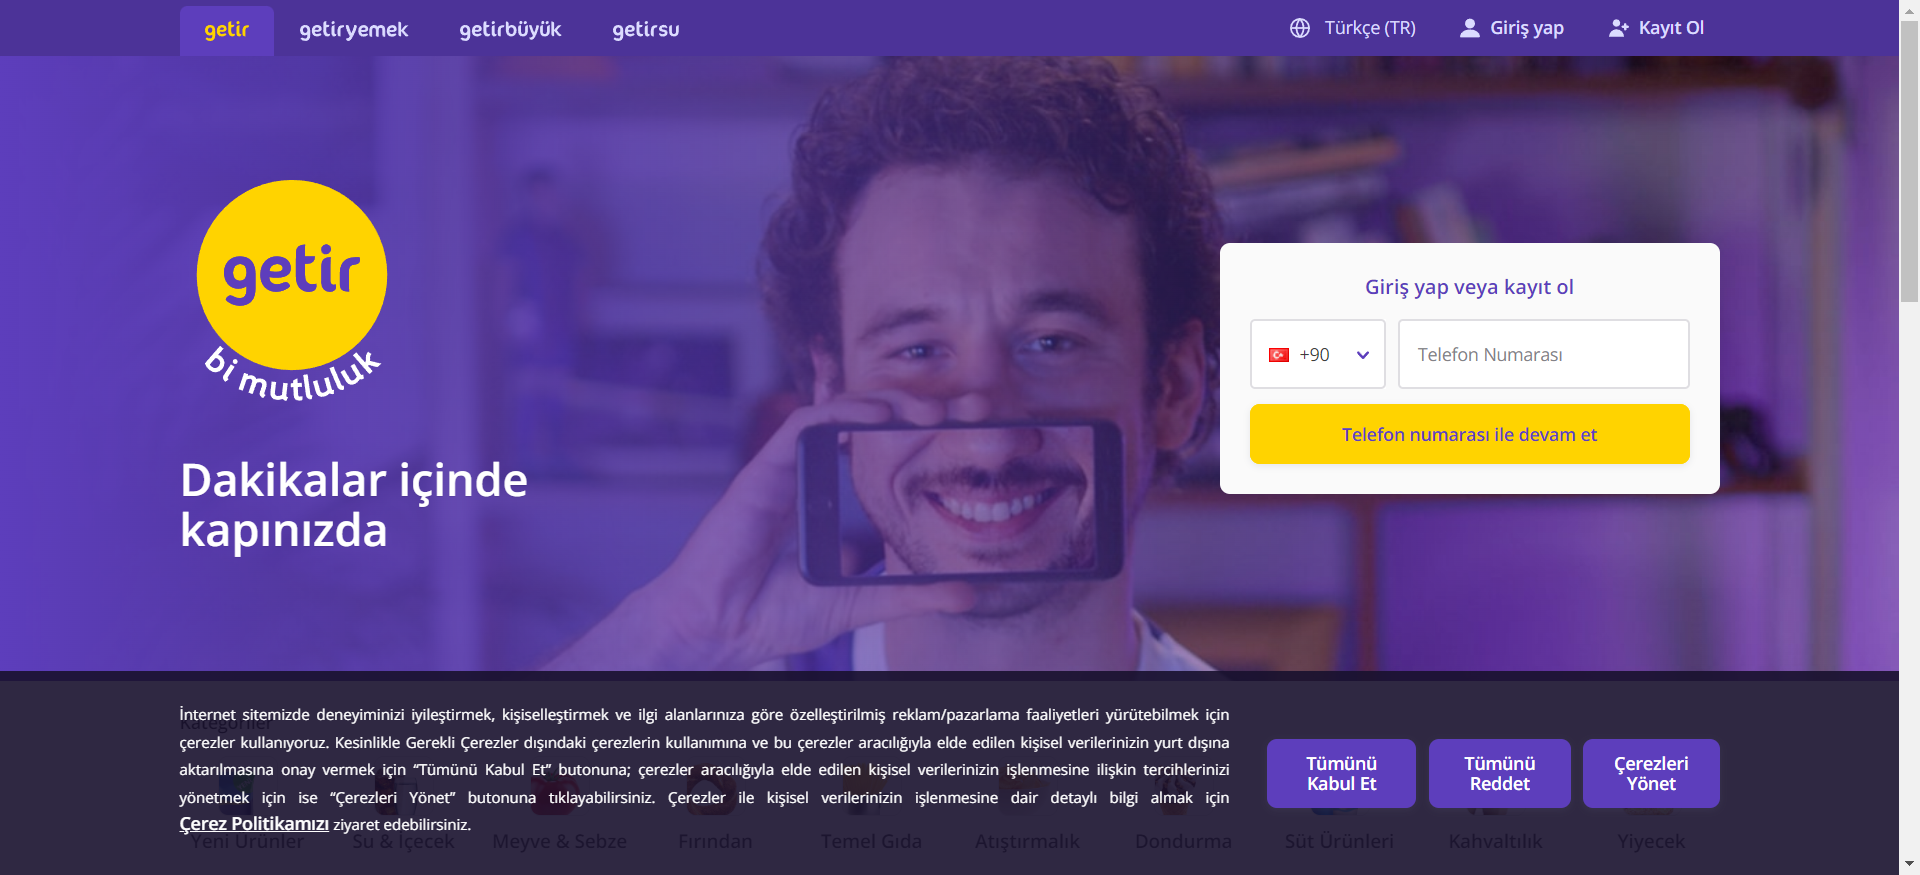 getir
getiryemek
getirbüyük
getirsu
Türkçe (TR)
Giriş yap
Kayıt Ol
getir
bi mutluluk
Dakikalar içinde
kapınızda
Giriş yap veya kayıt ol
+90
Telefon Numarası
Telefon numarası ile devam et
Kategoriler
İnternet sitemizde deneyiminizi iyileştirmek, kişiselleştirmek ve ilgi alanlarınıza göre özelleştirilmiş reklam/pazarlama faaliyetleri yürütebilmek için
çerezler kullanıyoruz. Kesinlikle Gerekli Çerezler dışındaki çerezlerin kullanımına ve bu çerezler aracılığıyla elde edilen kişisel verilerinizin yurt dışına
aktarılmasına onay vermek için “Tümünü Kabul Et” butonuna; çerezler aracılığıyla elde edilen kişisel verilerinizin işlenmesine ilişkin tercihlerinizi
yönetmek için ise “Çerezleri Yönet” butonuna tıklayabilirsiniz. Çerezler ile kişisel verilerinizin işlenmesine dair detaylı bilgi almak için
Çerez Politikamızı ziyaret edebilirsiniz.
Tümünü
Kabul Et
Tümünü
Reddet
Çerezleri
Yönet
Yeni Ürünler
Su & İçecek
Meyve & Sebze
Fırından
Temel Gıda
Atıştırmalık
Dondurma
Süt Ürünleri
Kahvaltılık
Yiyecek